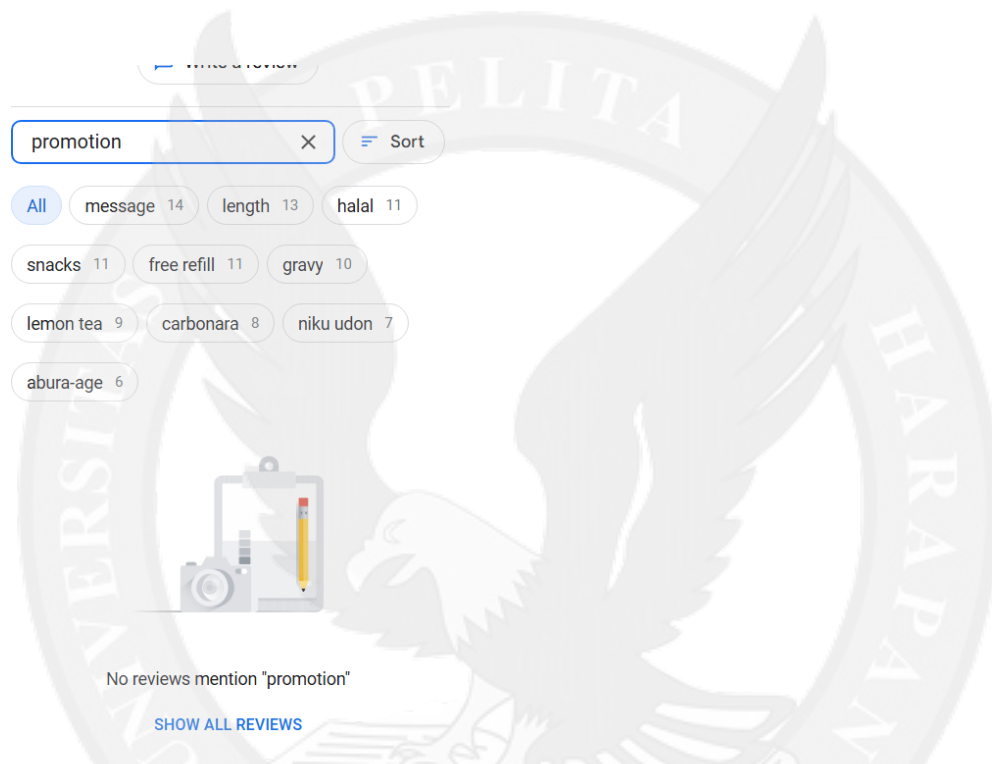 Write a review
promotion
Sort
All
message 14
length 13
halal 11
snacks 11
free refill 11
gravy 10
lemon tea 9
carbonara 8
niku udon 7
abura-age 6
No reviews mention "promotion"
SHOW ALL REVIEWS
UNIVERSITAS PELITA HARAPAN